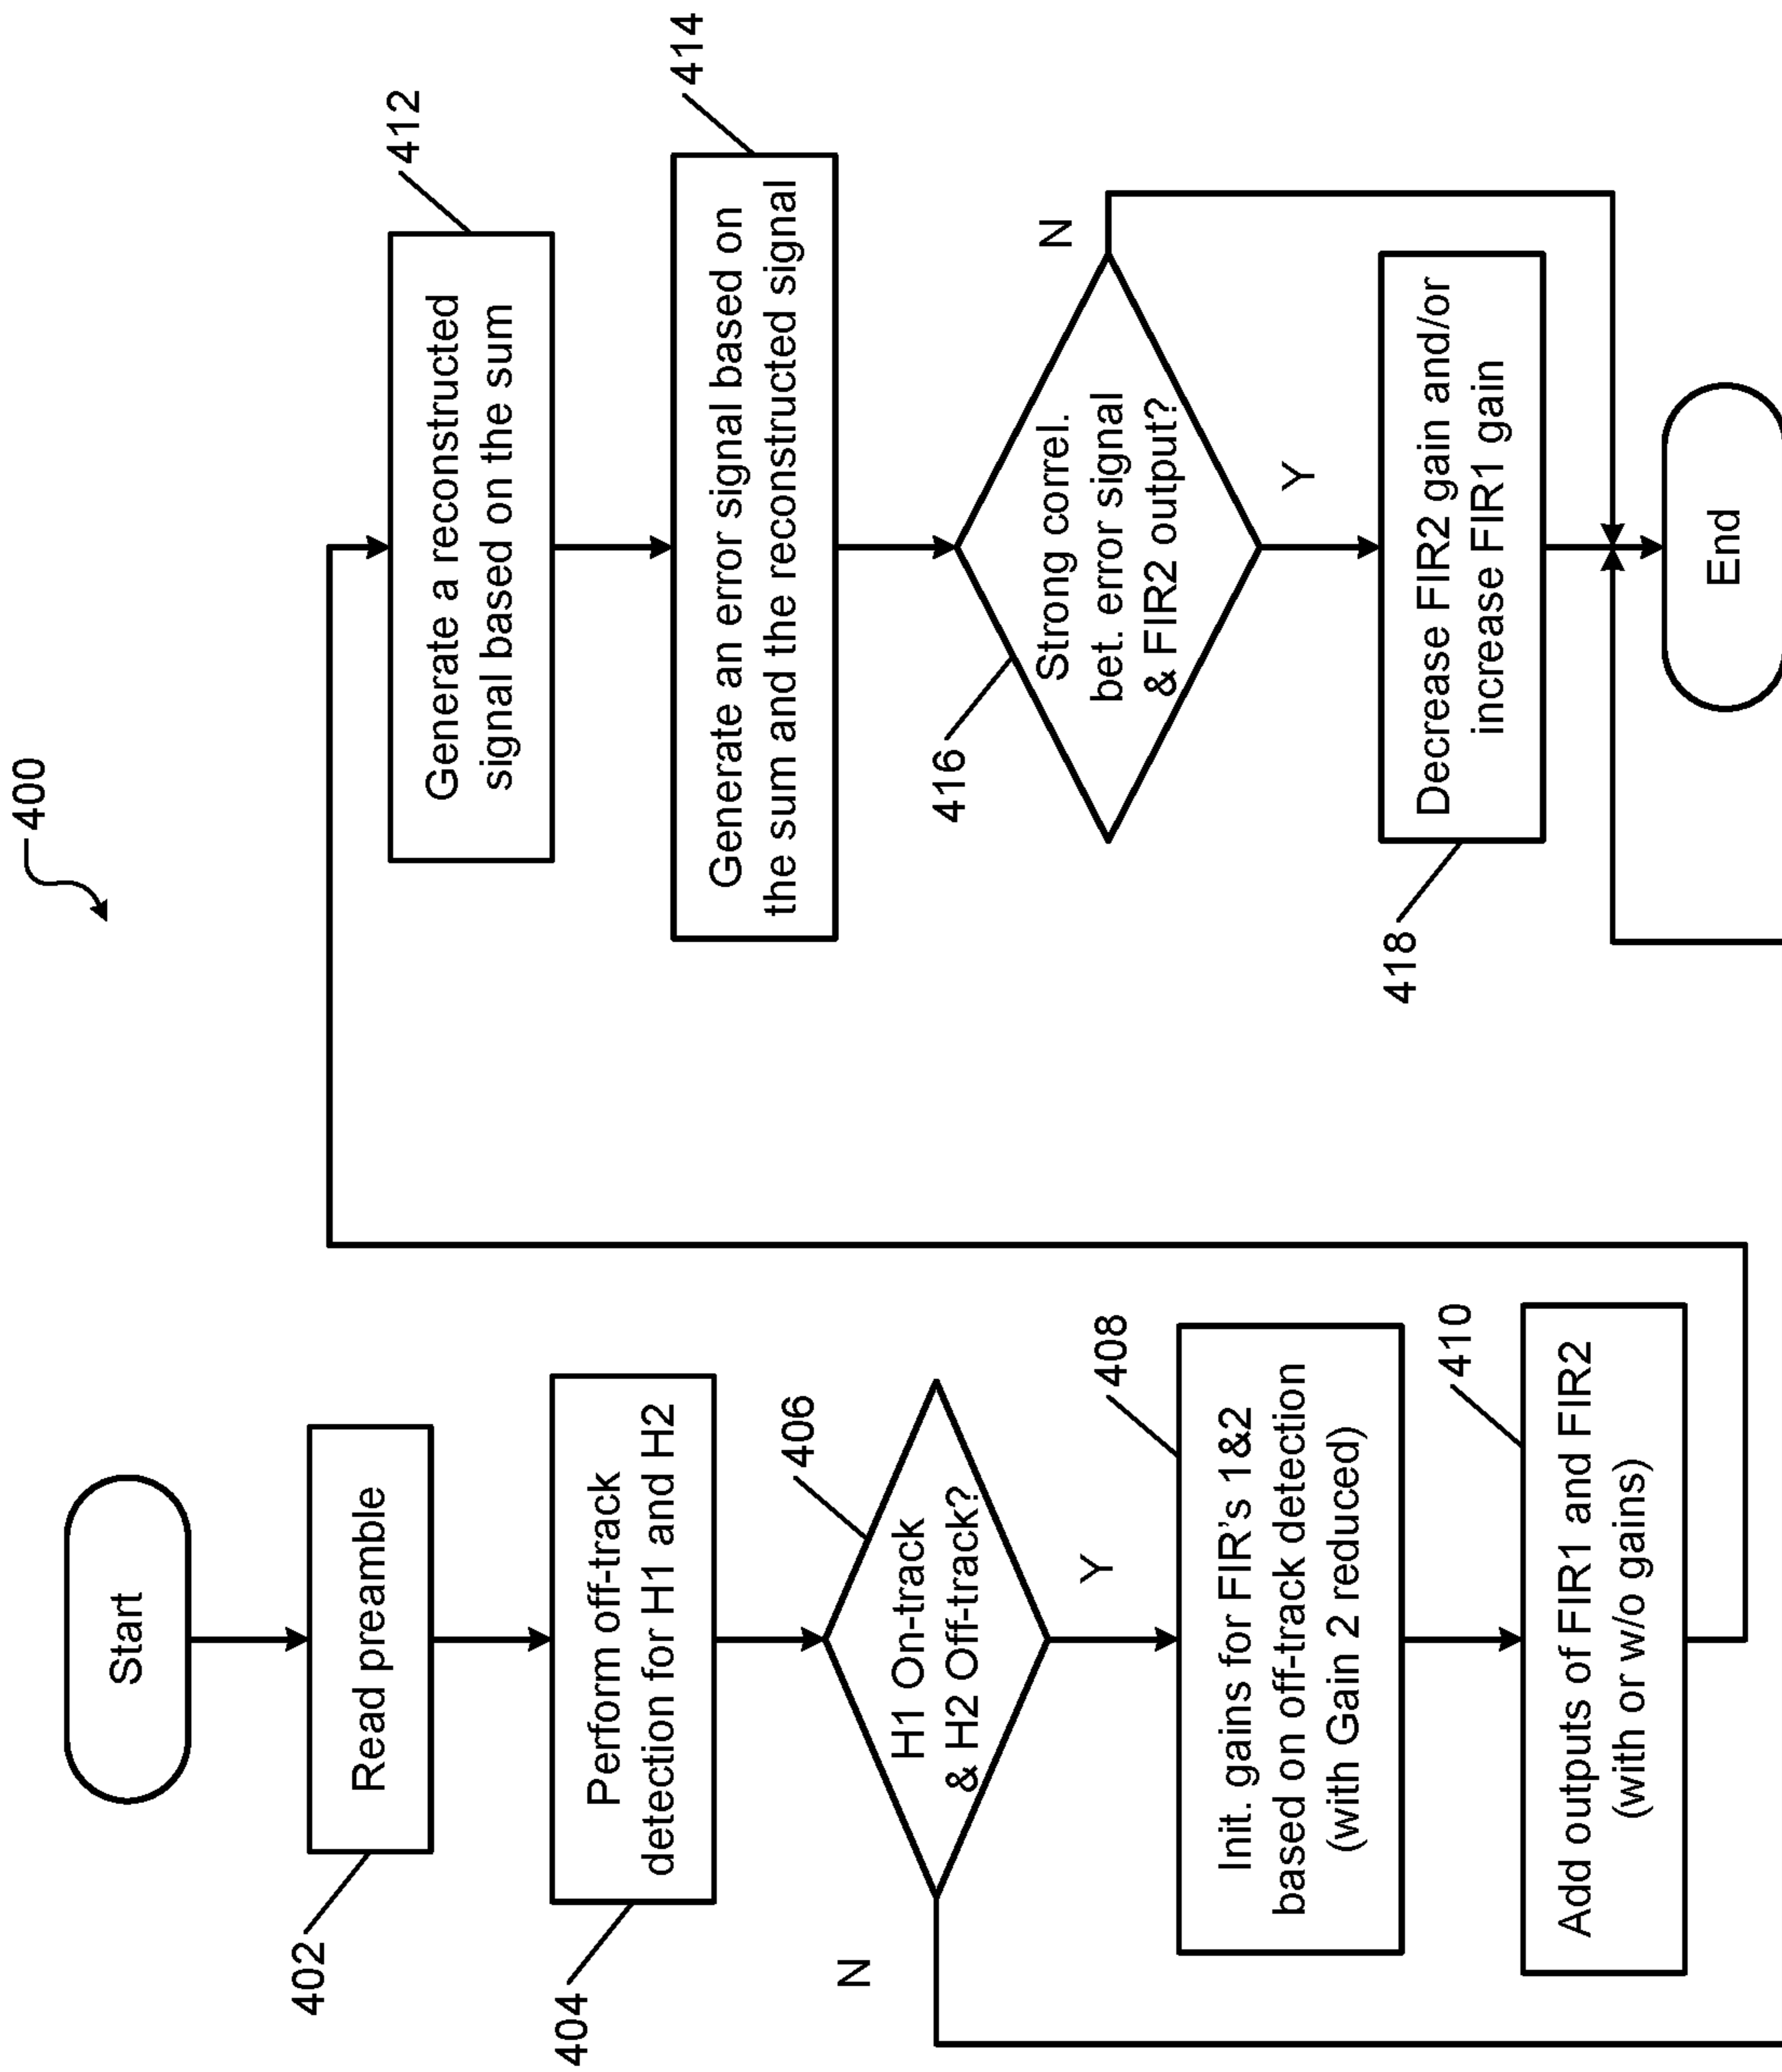 400
Start
Read preamble
402
Perform off-track
detection for H1 and H2
404
H1 On-track
& H2 Off-track?
406
N
Y
Init. gains for FIR's 1&2
based on off-track detection
(with Gain 2 reduced)
408
Add outputs of FIR1 and FIR2
(with or w/o gains)
410
Generate a reconstructed
signal based on the sum
412
Generate an error signal based on
the sum and the reconstructed signal
414
Strong correl.
bet. error signal
& FIR2 output?
416
N
Y
Decrease FIR2 gain and/or
increase FIR1 gain
418
End